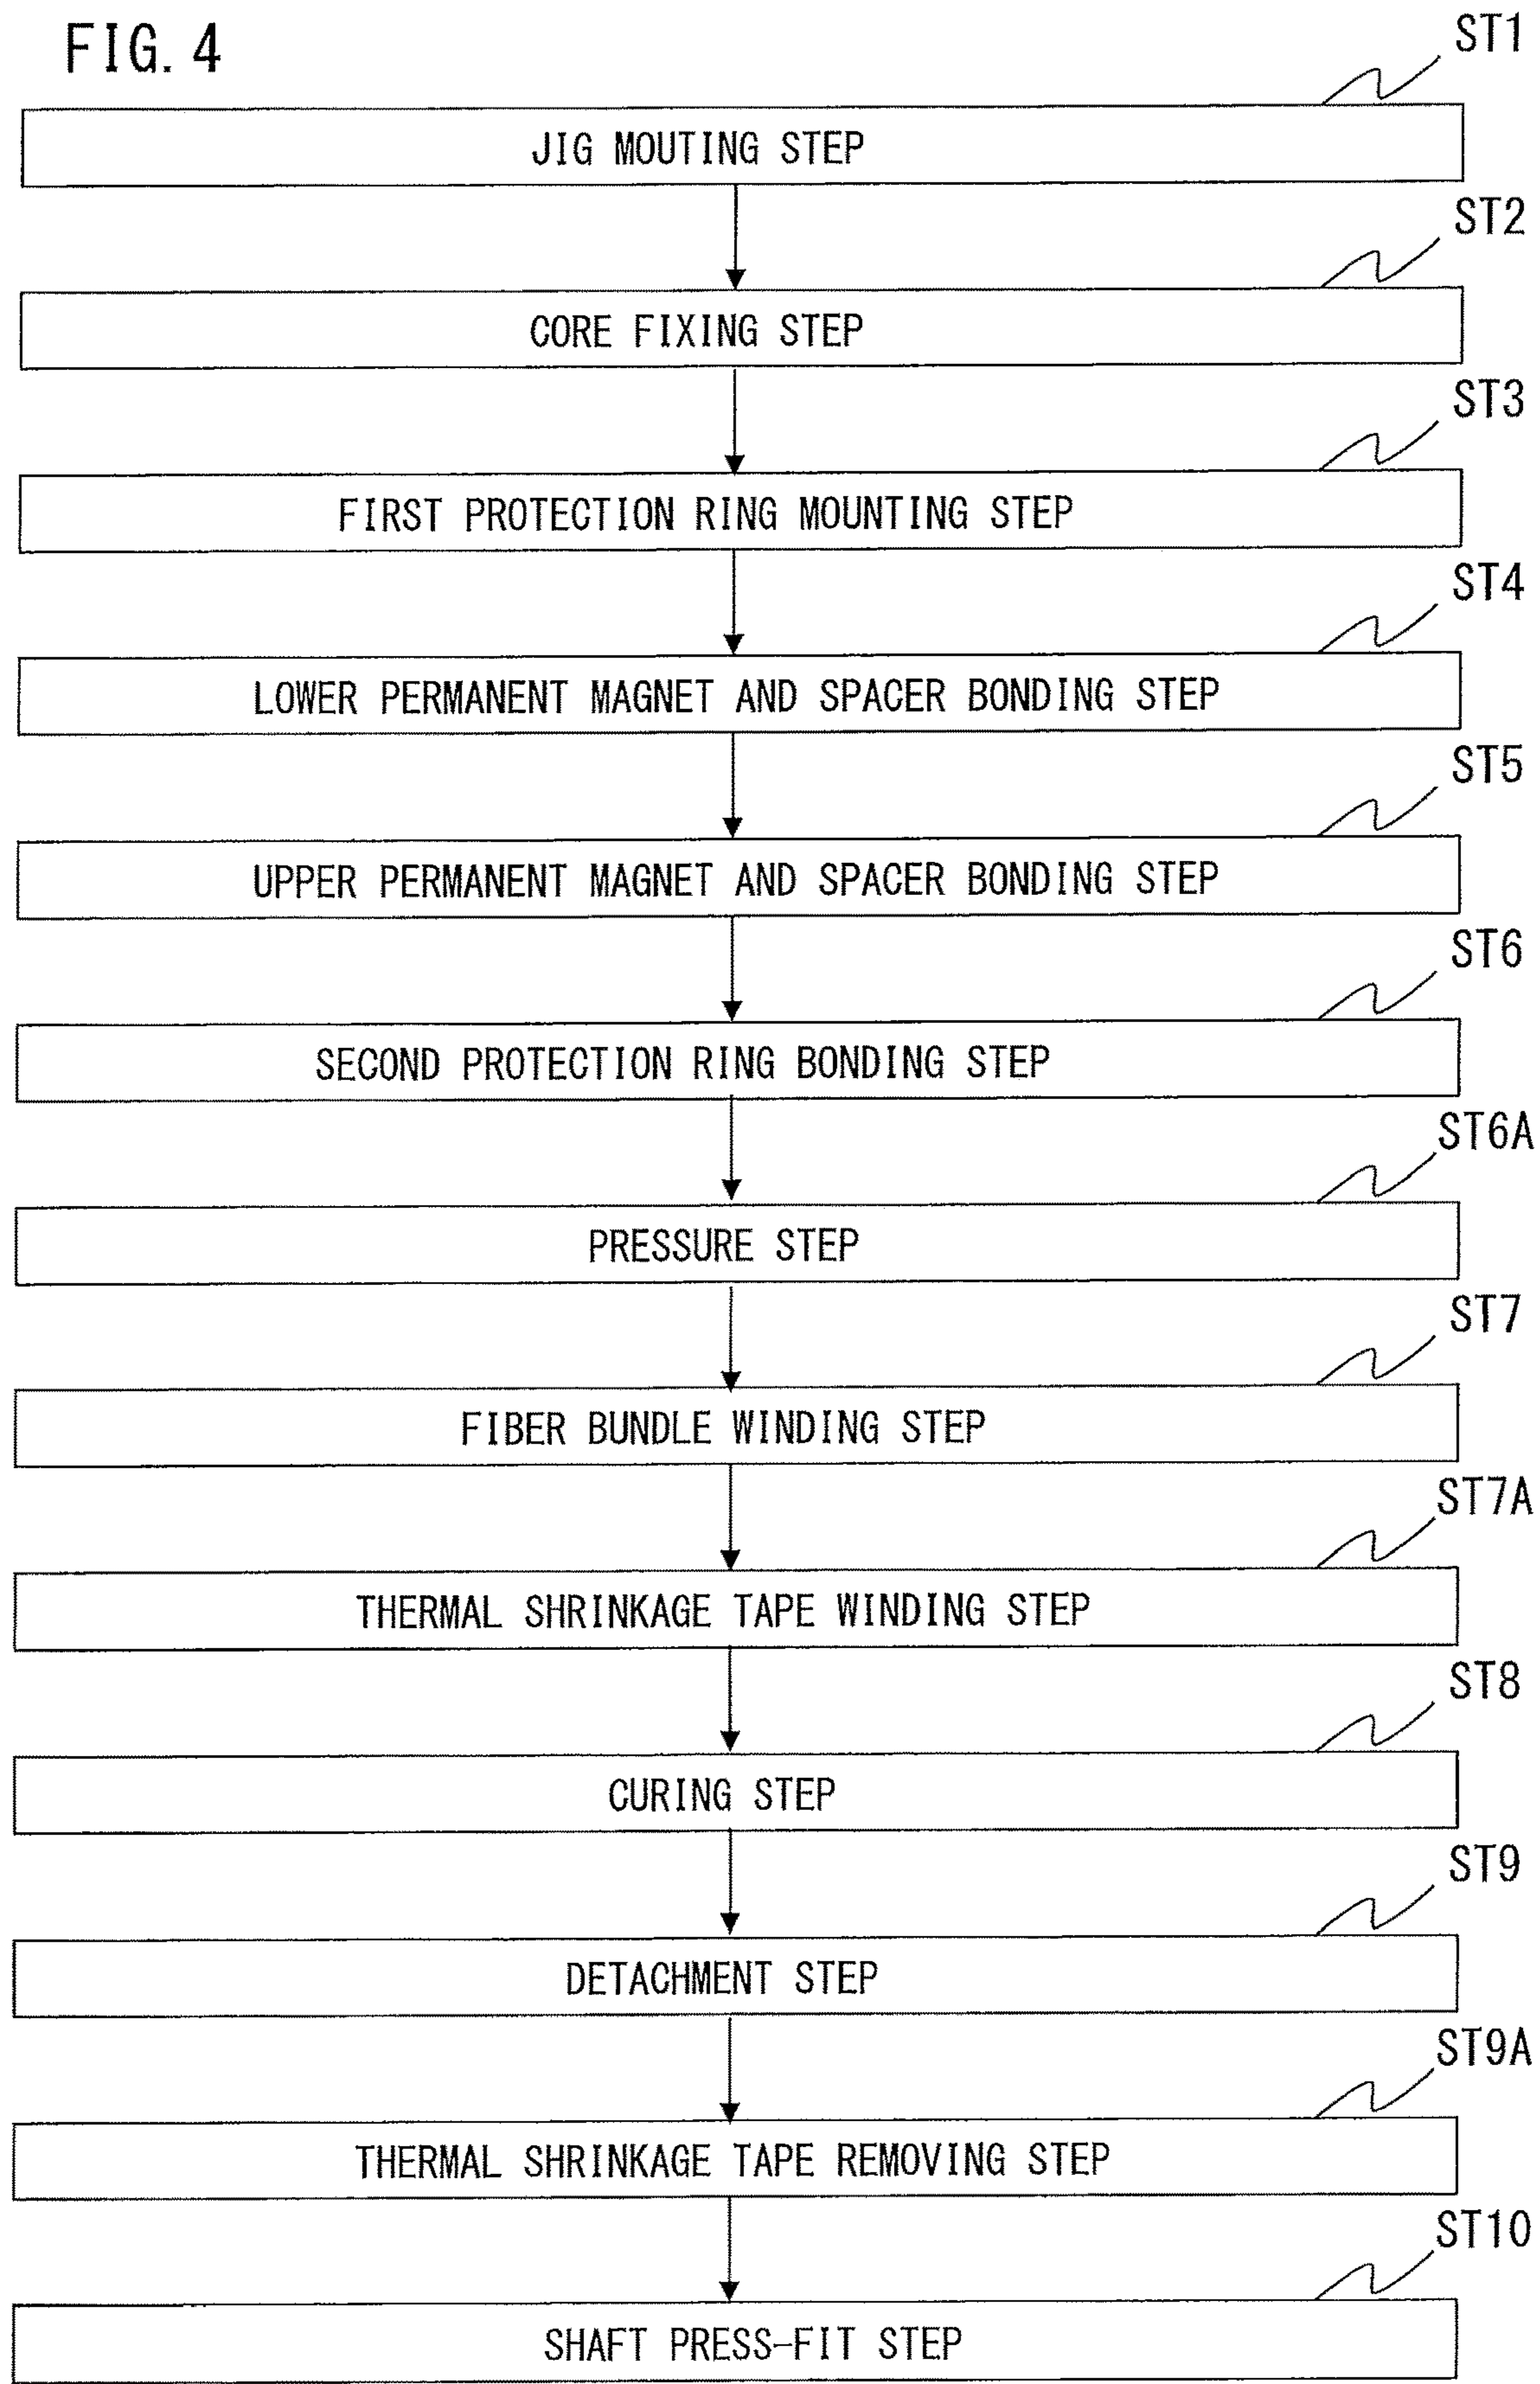 FIG. 4
ST1
JIG MOUTING STEP
ST2
CORE FIXING STEP
ST3
FIRST PROTECTION RING MOUNTING STEP
ST4
LOWER PERMANENT MAGNET AND SPACER BONDING STEP
ST5
UPPER PERMANENT MAGNET AND SPACER BONDING STEP
ST6
SECOND PROTECTION RING BONDING STEP
ST6A
PRESSURE STEP
ST7
FIBER BUNDLE WINDING STEP
ST7A
THERMAL SHRINKAGE TAPE WINDING STEP
ST8
CURING STEP
ST9
DETACHMENT STEP
ST9A
THERMAL SHRINKAGE TAPE REMOVING STEP
ST10
SHAFT PRESS-FIT STEP